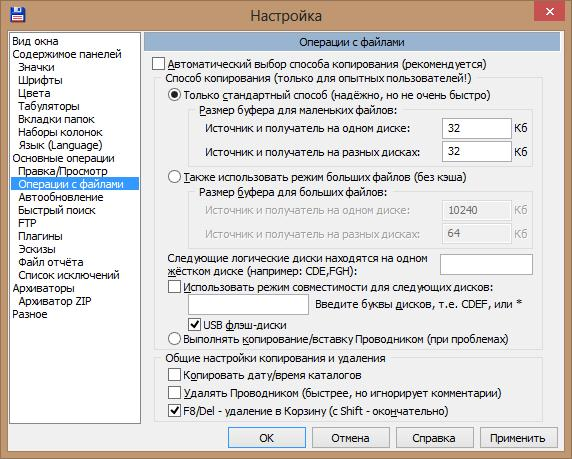 Настройка
Вид окна
Содержимое панелей
Значки
Шрифты
Цвета
Табуляторы
Вкладки папок
Наборы колонок
Язык (Language)
Основные операции
Правка/Просмотр
Операции с файлами
Автообновление
Быстрый поиск
FTP
Плагины
Эскизы
Файл отчёта
Список исключений
Архиваторы
Архиватор ZIP
Разное
Операции с файлами
Автоматический выбор способа копирования (рекомендуется)
Способ копирования (только для опытных пользователей!)
Только стандартный способ (надёжно, но не очень быстро)
Размер буфера для маленьких файлов:
Источник и получатель на одном диске: 32 Кб
Источник и получатель на разных дисках: 32 Кб
Также использовать режим больших файлов (без кэша)
Размер буфера для больших файлов:
Источник и получатель на одном диске: 10240 Кб
Источник и получатель на разных дисках: 64 Кб
Следующие логические диски находятся на одном
жёстком диске (например: CDE,FGH):
Использовать режим совместимости для следующих дисков:
Введите буквы дисков, т.е. CDEF, или *
USB флэш-диски
Выполнять копирование/вставку Проводником (при проблемах)
Общие настройки копирования и удаления
Копировать дату/время каталогов
Удалять Проводником (быстрее, но игнорирует комментарии)
F8/Del - удаление в Корзину (с Shift - окончательно)
OK Отмена Справка Применить